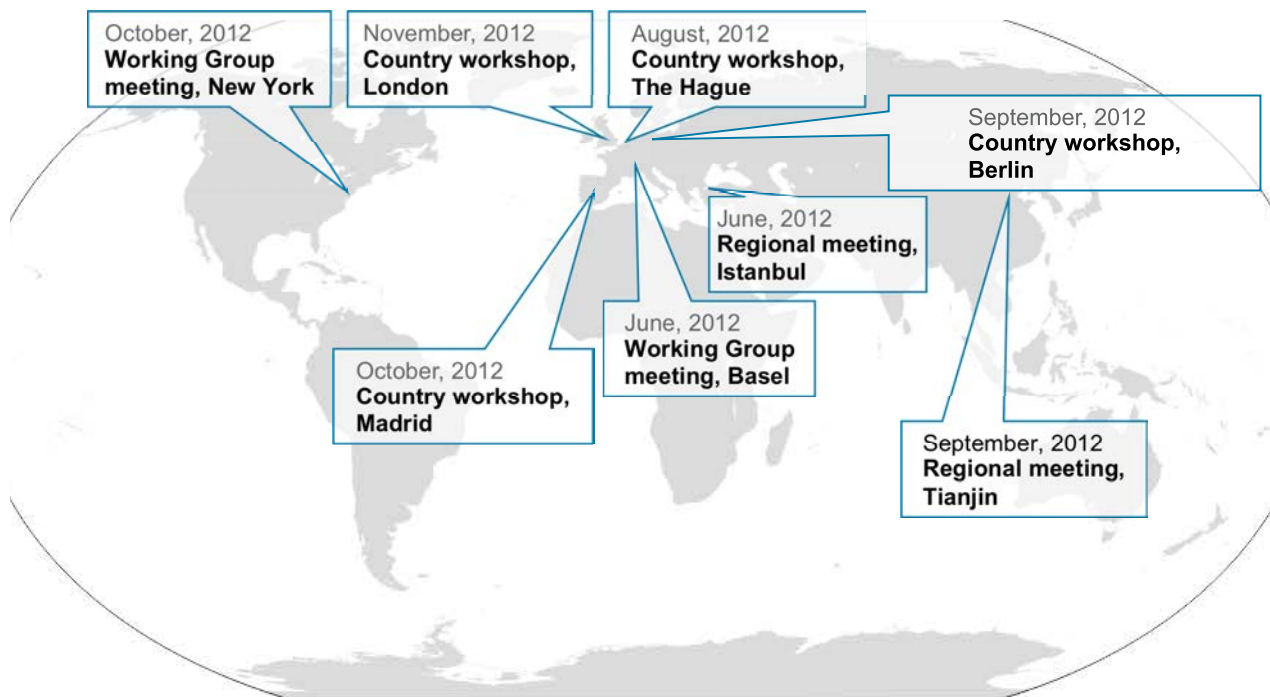 October, 2012
Working Group
meeting, New York
November, 2012
Country workshop,
London
August, 2012
Country workshop,
The Hague
September, 2012
Country workshop,
Berlin
June, 2012
Regional meeting,
Istanbul
June, 2012
Working Group
meeting, Basel
October, 2012
Country workshop,
Madrid
September, 2012
Regional meeting,
Tianjin